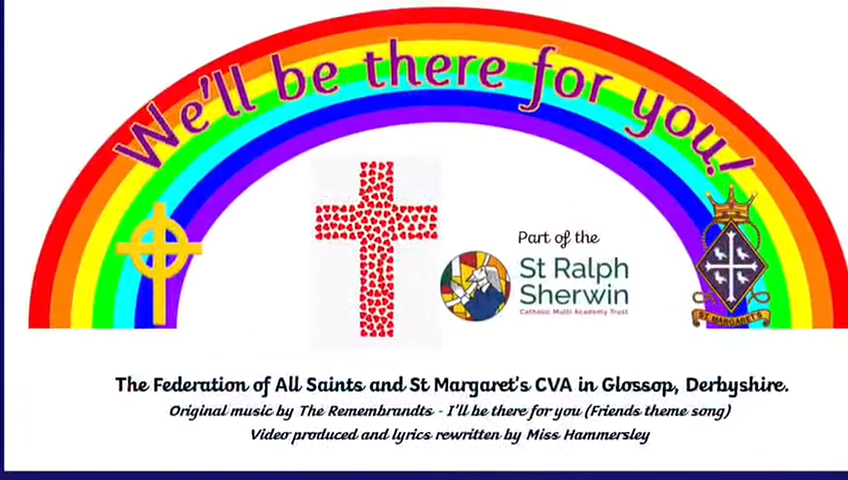 We'll be there for you!
Part of the
St Ralph
Sherwin
Catholic Multi Academy Trust
ST. MARGARET'S
The Federation of All Saints and St Margaret's CVA in Glossop, Derbyshire.
Original music by The Remembrandts - I'll be there for you (Friends theme song)
Video produced and lyrics rewritten by Miss Hammersley